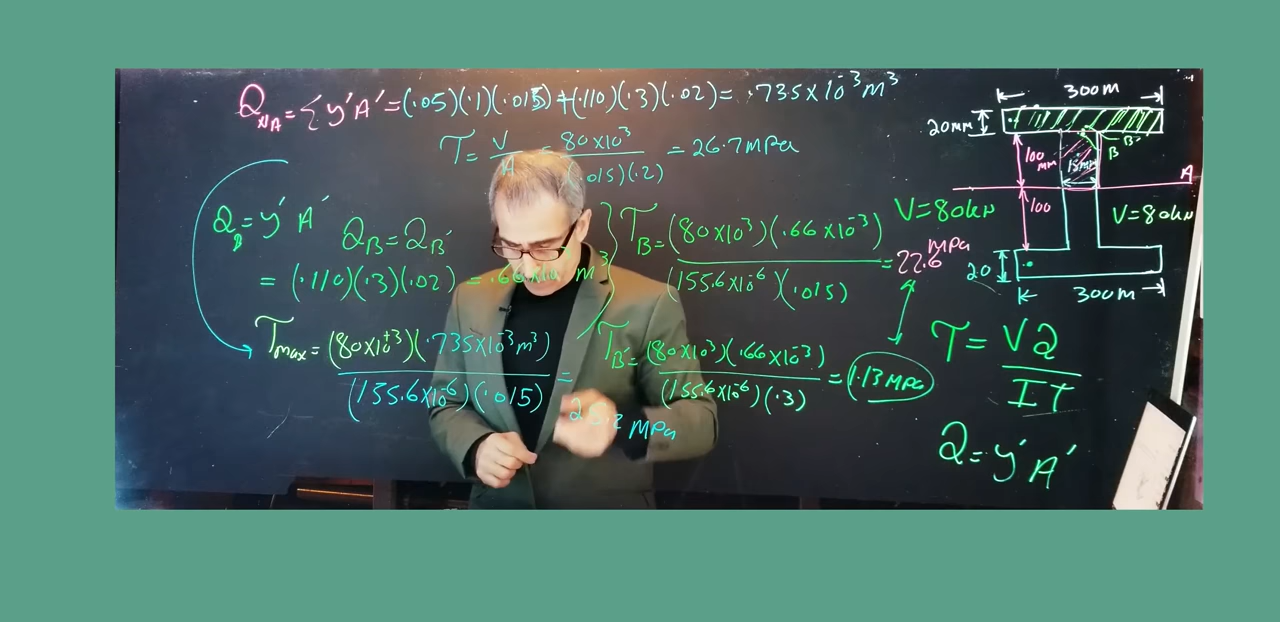 Q_NA = Σ y'A' = (.05)(.1)(.015) + (.110)(.3)(.02) = .735×10⁻³ m³
τ = V/A = 80×10³/(.015)(.2) = 26.7 MPa
Q_B = y' A'
Q_B = Q_B'
= (.110)(.3)(.02) = .66×10 m³
τ_B = (80×10³)(.66×10⁻³)/(155.6×10⁻⁶)(.015) = 22.6 MPa
τ_max = (80×10⁺³)(.735×10⁻³ m³)/(155.6×10⁻⁶)(.015) =
MPa
τ_B' = (80×10³)(.66×10⁻³)/(155.6×10⁻⁶)(.3) = 1.13 MPa
300m
20mm
B B'
100 mm
15mm
A
100
V=80kN
V=80kN
20
300m
τ = VQ/IT
Q = y'A'